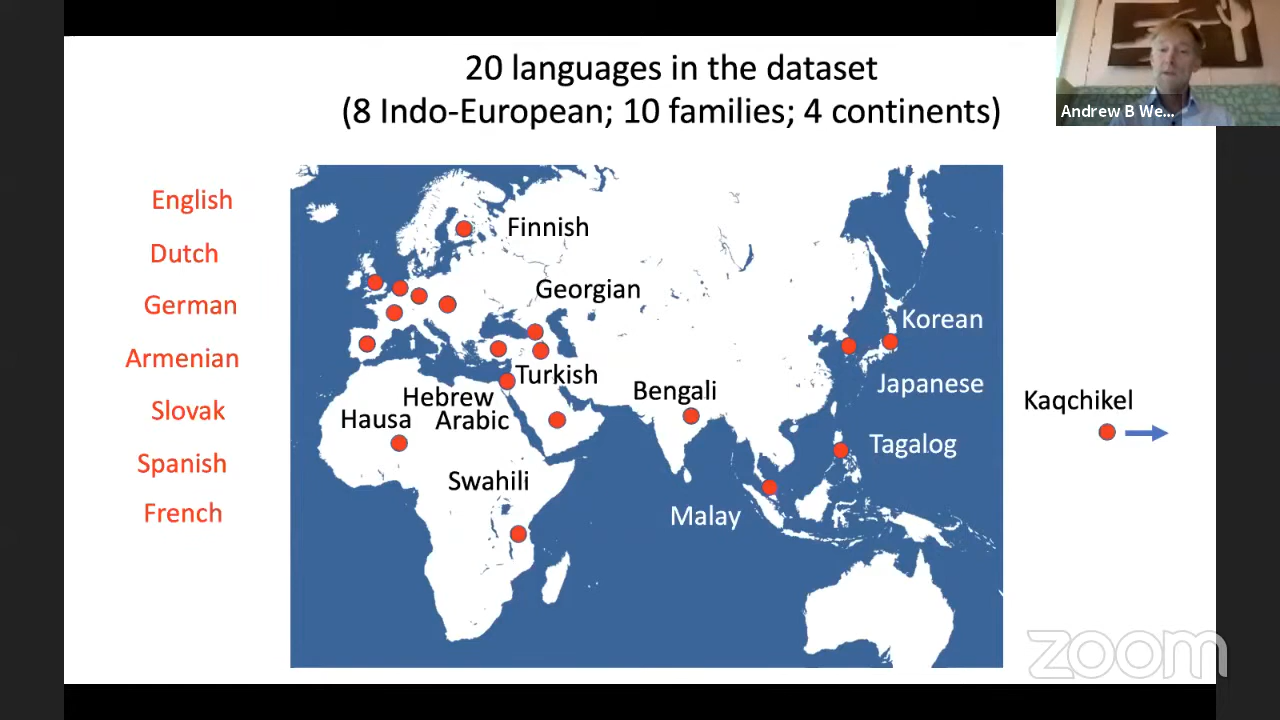 20 languages in the dataset
(8 Indo-European; 10 families; 4 continents)
Andrew B We...
English
Dutch
German
Armenian
Slovak
Spanish
French
Finnish
Georgian
Turkish
Hebrew
Hausa
Arabic
Swahili
Bengali
Korean
Japanese
Tagalog
Malay
Kaqchikel
zoom